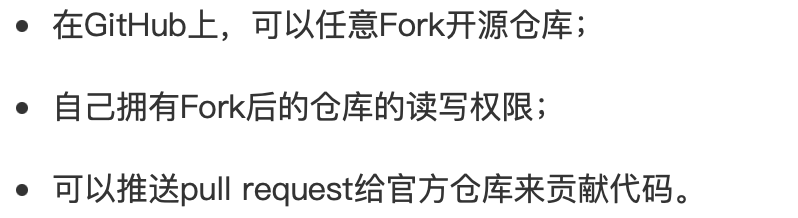 • 在GitHub上，可以任意Fork开源仓库；
• 自己拥有Fork后的仓库的读写权限；
• 可以推送pull request给官方仓库来贡献代码。